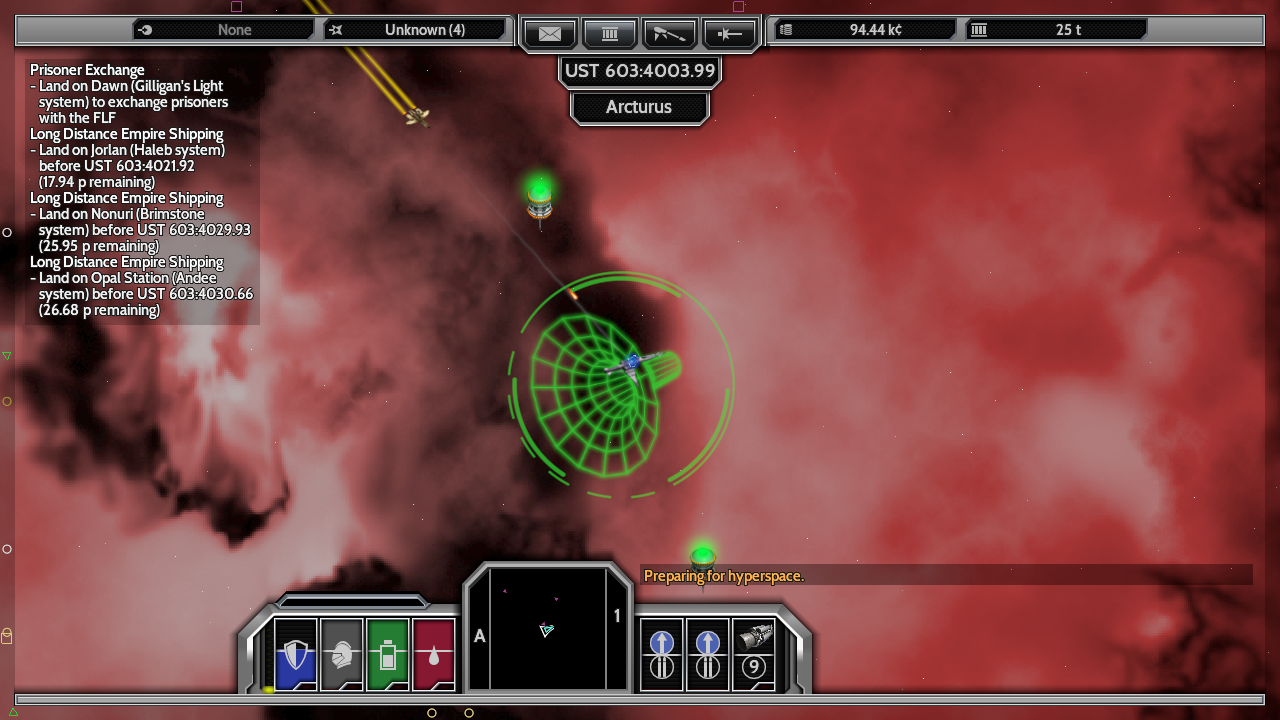 None
Unknown (4)
94.44 k¢
25 t
UST 603:4003.99
Arcturus
Prisoner Exchange
- Land on Dawn (Gilligan's Light
system) to exchange prisoners
with the FLF
Long Distance Empire Shipping
- Land on Jorlan (Haleb system)
before UST 603:4021.92
(17.94 p remaining)
Long Distance Empire Shipping
- Land on Nonuri (Brimstone
system) before UST 603:4029.93
(25.95 p remaining)
Long Distance Empire Shipping
- Land on Opal Station (Andee
system) before UST 603:4030.66
(26.68 p remaining)
Preparing for hyperspace.
A
1
9